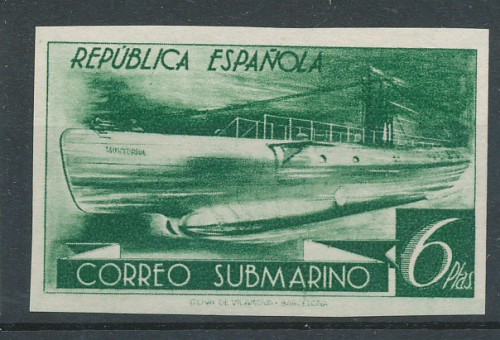 REPÚBLICA ESPAÑOLA
CORREO SUBMARINO
6 Ptas.
OLIVA DE VILANOVA - BARCELONA